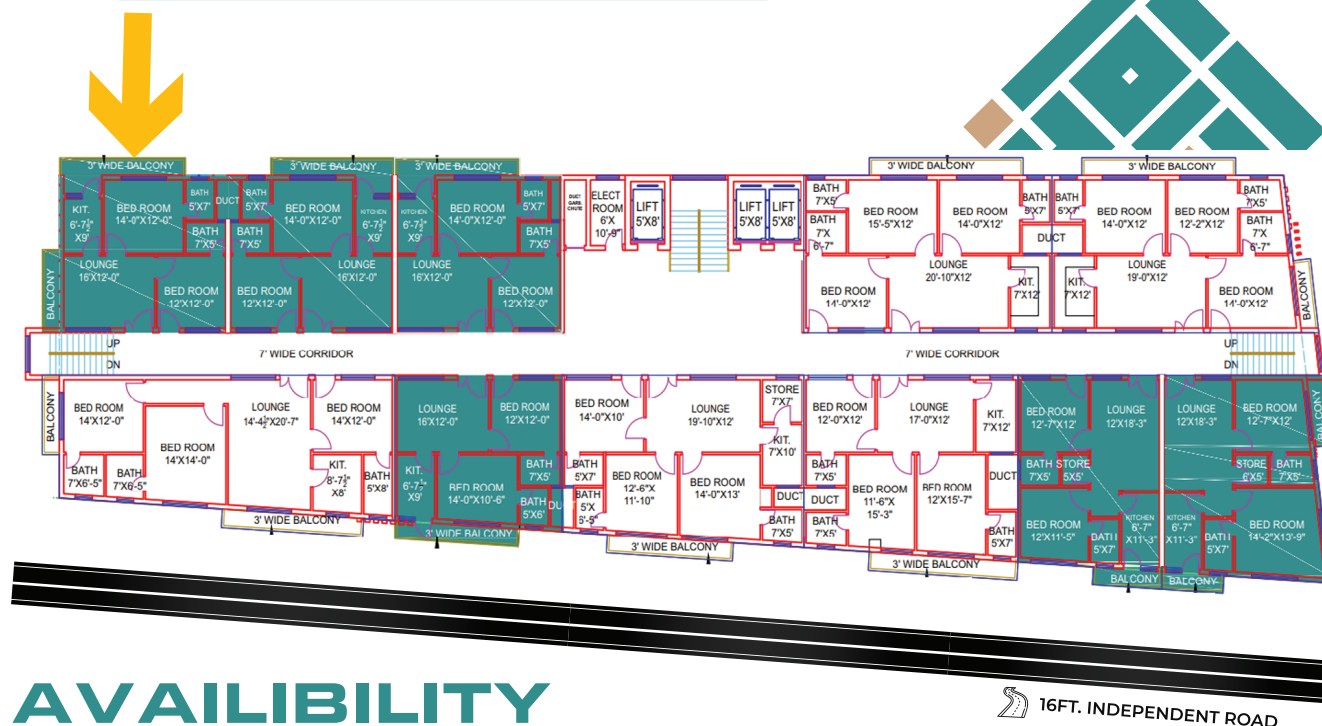 3' WIDE BALCONY
3' WIDE BALCONY
3' WIDE BALCONY
3' WIDE BALCONY
3' WIDE BALCONY
KIT.
6'-7½"
X9'
BED ROOM
14'-0"X12'-0"
BATH
5'X7'
DUCT
BATH
5'X7'
BED ROOM
14'-0"X12'-0"
KITCHEN
6'-7½"
X9'
KITCHEN
6'-7½"
X9'
BED ROOM
14'-0"X12'-0"
BATH
5'X7'
BATH
7'X5'
BATH
7'X5'
BATH
7'X5'
DUCT
GARB.
CHUTE
ELECT
ROOM
6'X
10'-9"
LIFT
5'X8'
LIFT
5'X8'
LIFT
5'X8'
BATH
7'X5'
BATH
7'X
6'-7"
BED ROOM
15'-5"X12'
BED ROOM
14'-0"X12'
BATH
5'X7'
BATH
5'X7'
DUCT
BED ROOM
14'-0"X12'
BED ROOM
12'-2"X12'
BATH
7'X5'
BATH
7'X
6'-7"
BALCONY
LOUNGE
16'X12'-0"
BED ROOM
12'X12'-0"
BED ROOM
12'X12'-0"
LOUNGE
16'X12'-0"
LOUNGE
16'X12'-0"
BED ROOM
12'X12'-0"
BED ROOM
14'-0"X12'
LOUNGE
20'-10"X12'
KIT.
7'X12'
KIT.
7'X12'
LOUNGE
19'-0"X12'
BED ROOM
14'-0"X12'
BALCONY
UP
DN
7' WIDE CORRIDOR
7' WIDE CORRIDOR
UP
DN
BALCONY
BED ROOM
14'X12'-0"
BED ROOM
14'X14'-0"
LOUNGE
14'-4½"X20'-7"
BED ROOM
14'X12'-0"
LOUNGE
16'X12'-0"
BED ROOM
12'X12'-0"
BED ROOM
14'-0"X10'
LOUNGE
19'-10"X12'
STORE
7'X7'
BED ROOM
12'-0"X12'
LOUNGE
17'-0"X12'
KIT.
7'X12'
BED ROOM
12'-7"X12'
LOUNGE
12'X18'-3"
LOUNGE
12'X18'-3"
BED ROOM
12'-7"X12'
BALCONY
BATH
7'X6'-5"
BATH
7'X6'-5"
KIT.
8'-7½"
X8'
BATH
5'X8'
KIT.
6'-7½"
X9'
BED ROOM
14'-0"X10'-6"
BATH
7'X5'
BATH
5'X6'
DU
BATH
5'X7'
BATH
5'X
6'-5"
BED ROOM
12'-6"X
11'-10"
BED ROOM
14'-0"X13'
KIT.
7'X10'
DUCT
BATH
7'X5'
BATH
7'X5'
DUCT
BATH
7'X5'
BED ROOM
11'-6"X
15'-3"
BED ROOM
12'X15'-7"
DUCT
BATH
5'X7'
BATH
7'X5'
STORE
5'X5'
BED ROOM
12'X11'-5"
BATH
5'X7'
KITCHEN
6'-7"
X11'-3"
KITCHEN
6'-7"
X11'-3"
BATH
5'X7'
STORE
6'X5'
BATH
7'X5'
BED ROOM
14'-2"X13'-9"
3' WIDE BALCONY
3' WIDE BALCONY
3' WIDE BALCONY
3' WIDE BALCONY
BALCONY
BALCONY
16FT. INDEPENDENT ROAD
AVAILIBILITY